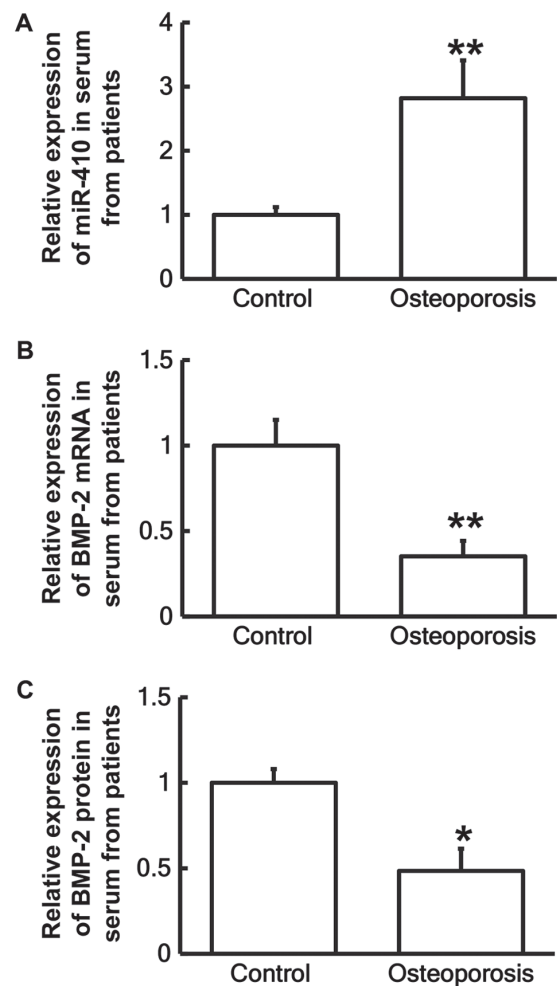 A
Relative expression
of miR-410 in serum
from patients
4
3
2
1
0
**
Control
Osteoporosis
B
Relative expression
of BMP-2 mRNA in
serum from patients
1.5
1
0.5
0
**
Control
Osteoporosis
C
Relative expression
of BMP-2 protein in
serum from patients
1.5
1
0.5
0
*
Control
Osteoporosis